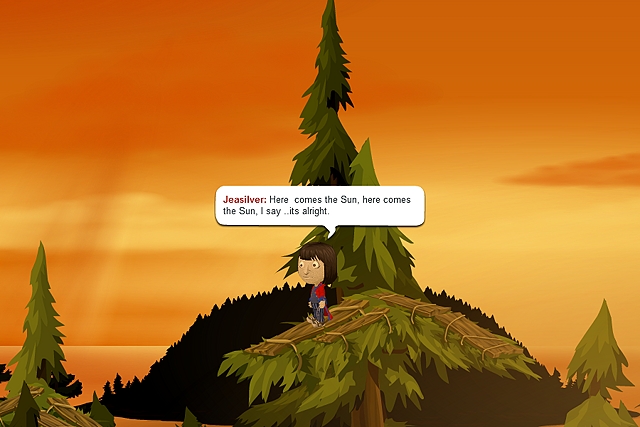 Jeasilver: Here  comes the Sun, here comes
the Sun, I say ..its alright.